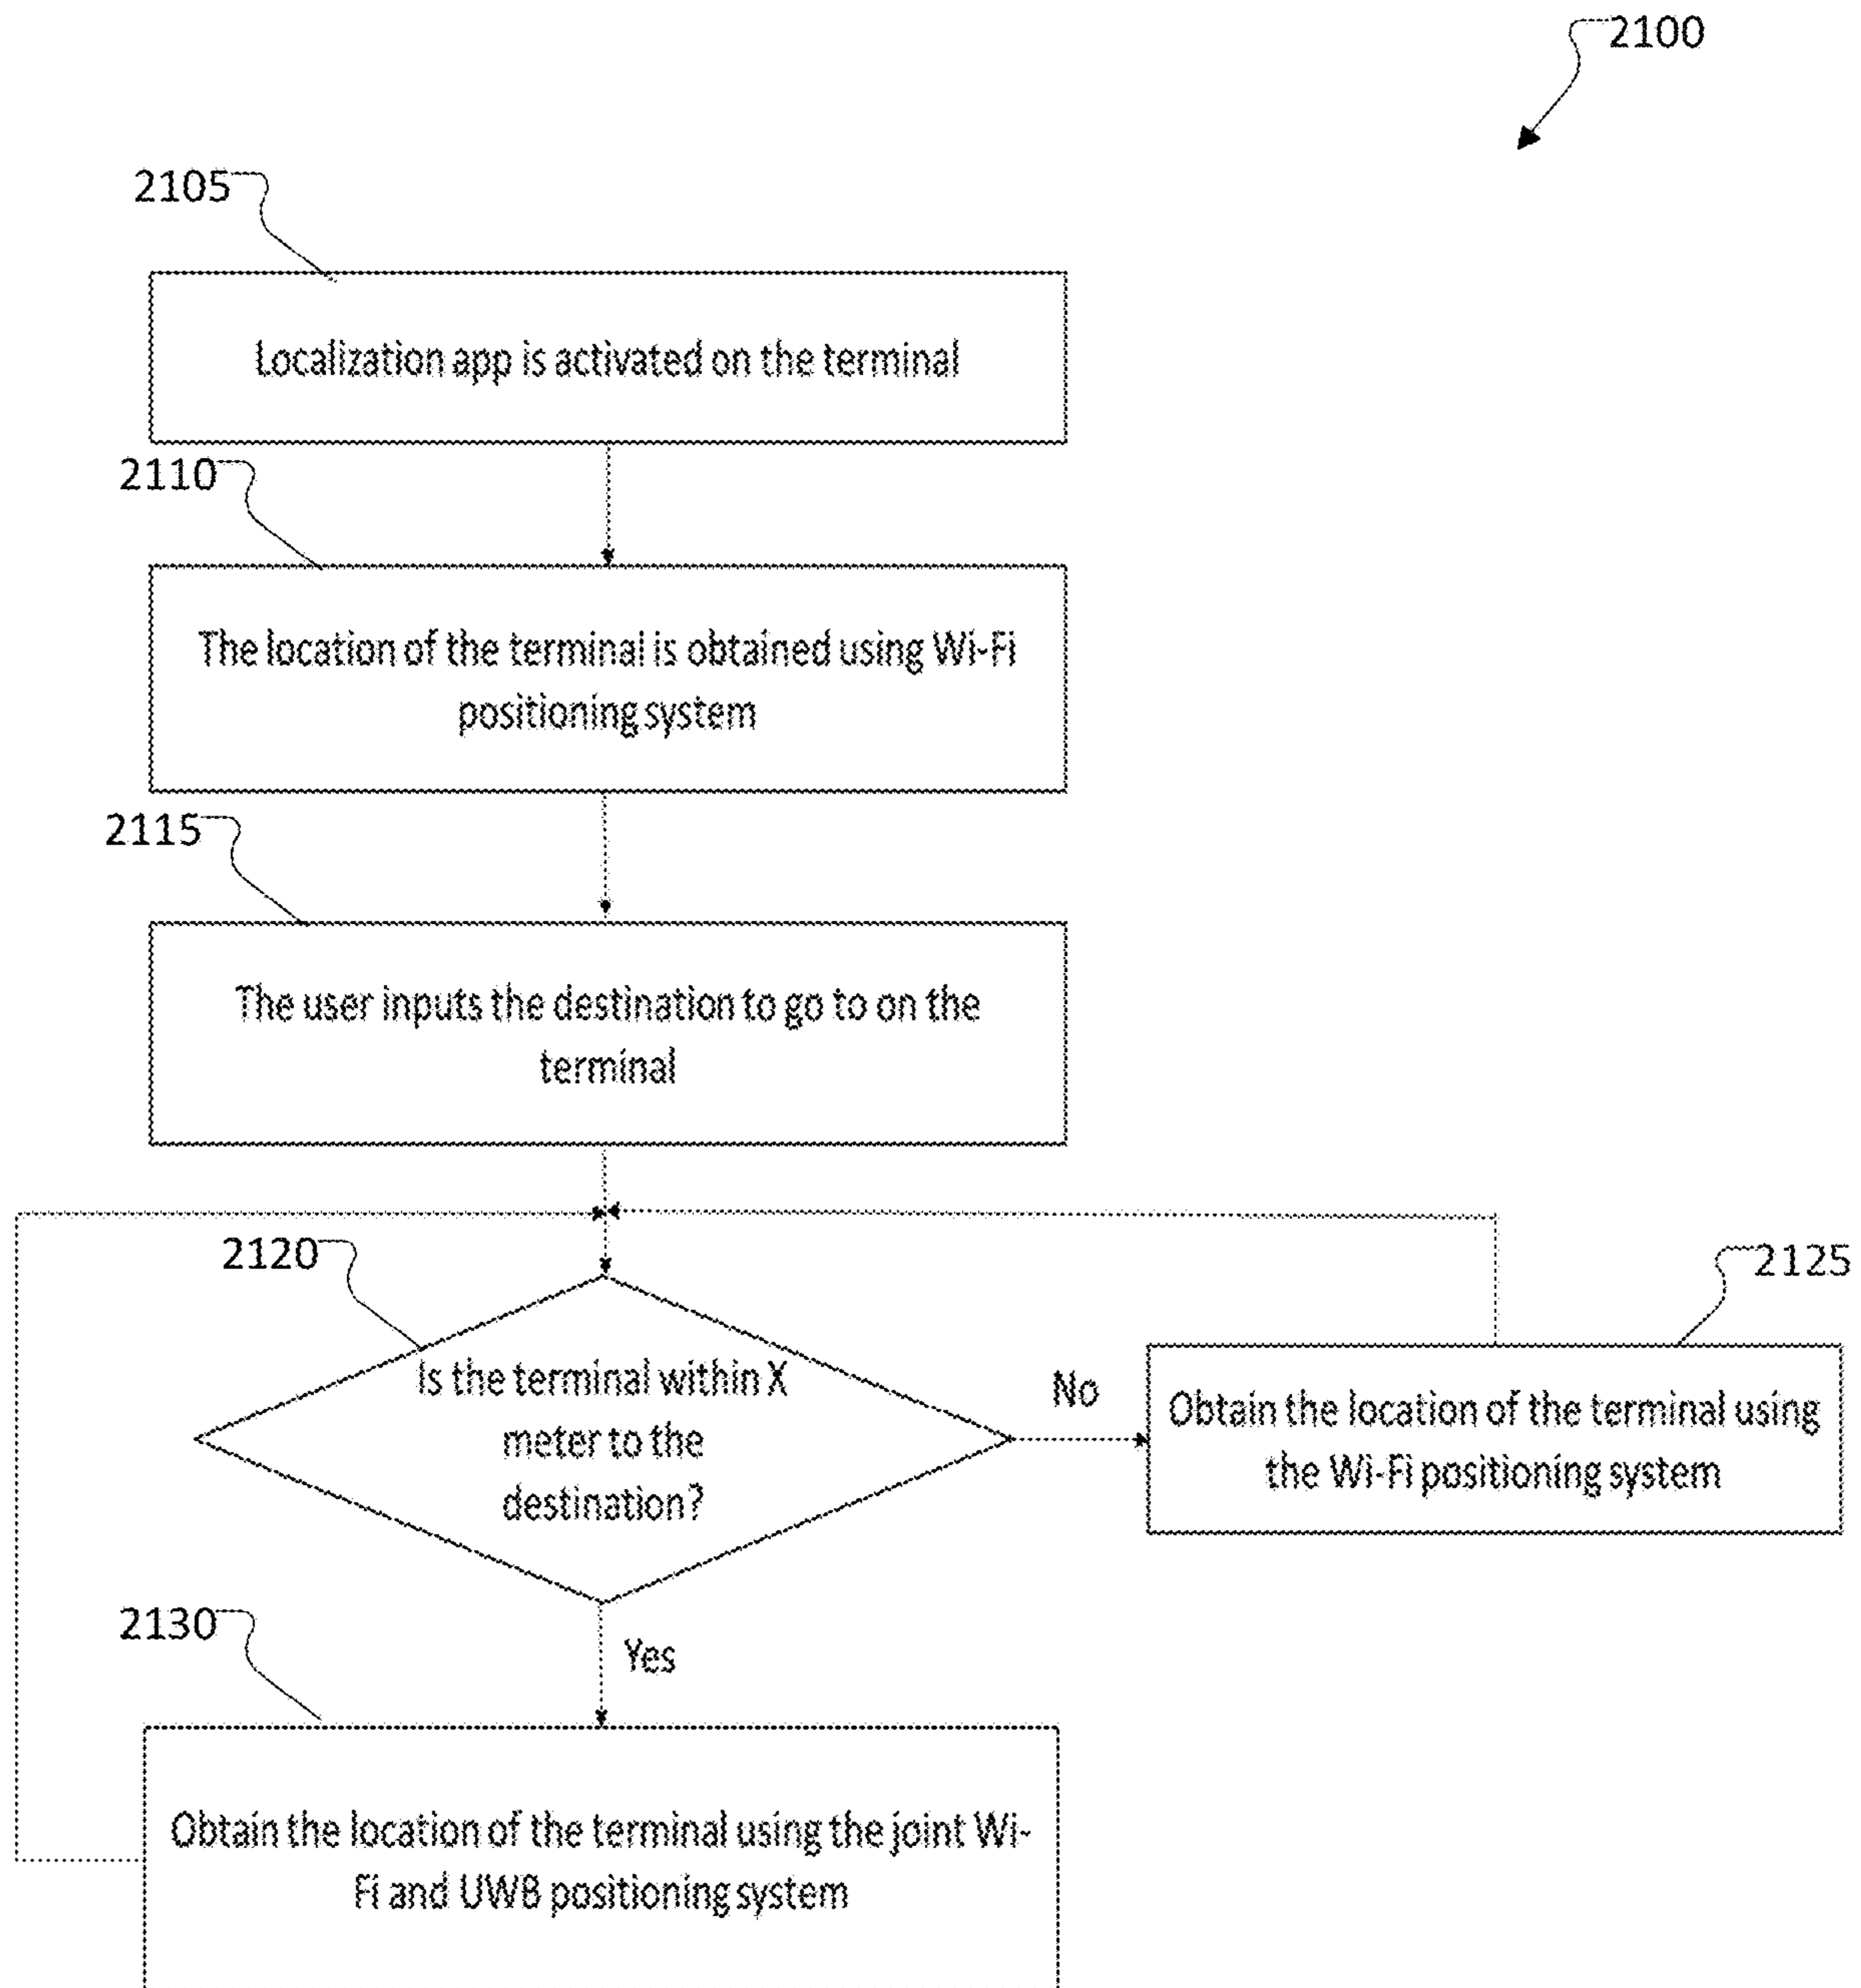 2100
2105
Localization app is activated on the terminal
2110
The location of the terminal is obtained using Wi-Fi
positioning system
2115
The user inputs the destination to go to on the
terminal
2120
Is the terminal within X
meter to the
destination?
No
2125
Obtain the location of the terminal using
the Wi-Fi positioning system
Yes
2130
Obtain the location of the terminal using the joint Wi-
Fi and UWB positioning system